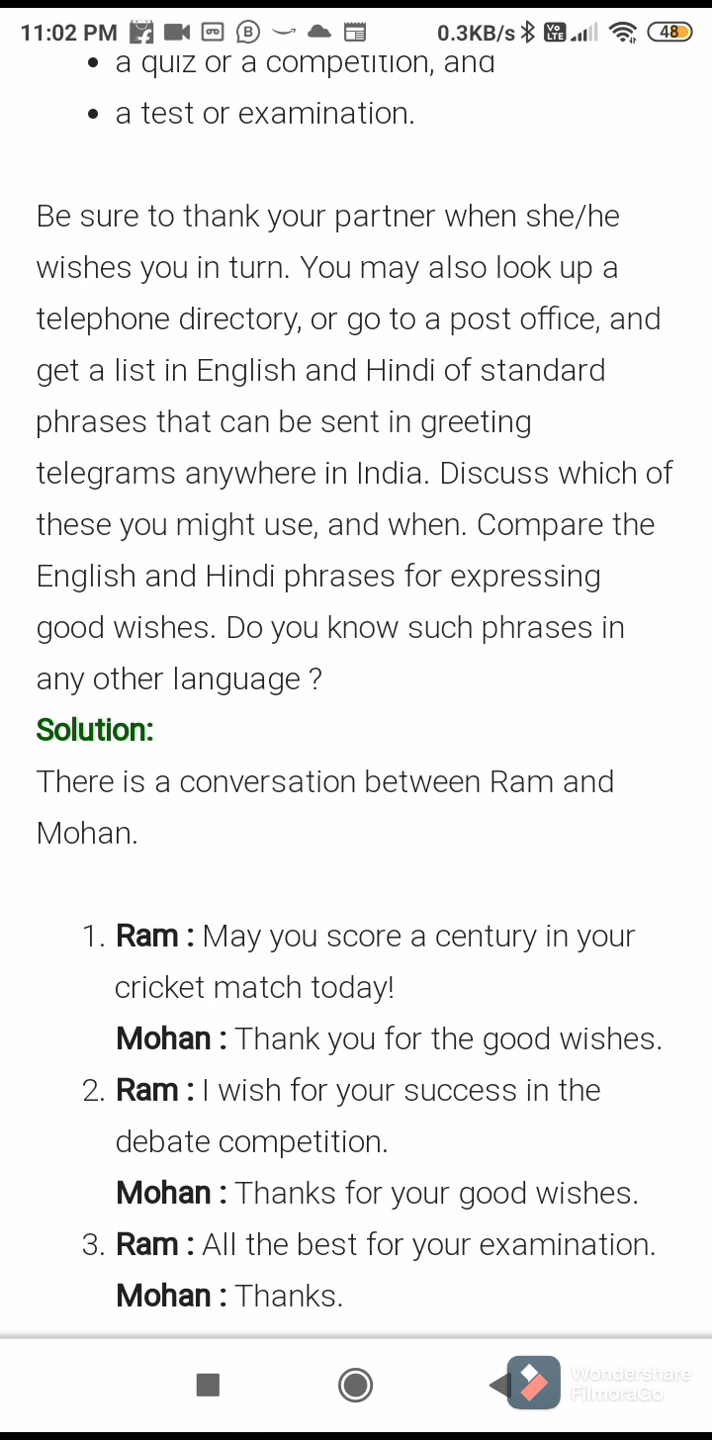 11:02 PM
0.3KB/s
Vo LTE
48
a quiz or a competition, and
a test or examination.
Be sure to thank your partner when she/he
wishes you in turn. You may also look up a
telephone directory, or go to a post office, and
get a list in English and Hindi of standard
phrases that can be sent in greeting
telegrams anywhere in India. Discuss which of
these you might use, and when. Compare the
English and Hindi phrases for expressing
good wishes. Do you know such phrases in
any other language ?
Solution:
There is a conversation between Ram and
Mohan.
1. Ram : May you score a century in your
cricket match today!
Mohan : Thank you for the good wishes.
2. Ram : I wish for your success in the
debate competition.
Mohan : Thanks for your good wishes.
3. Ram : All the best for your examination.
Mohan : Thanks.
Wondershare
FilmoraGo